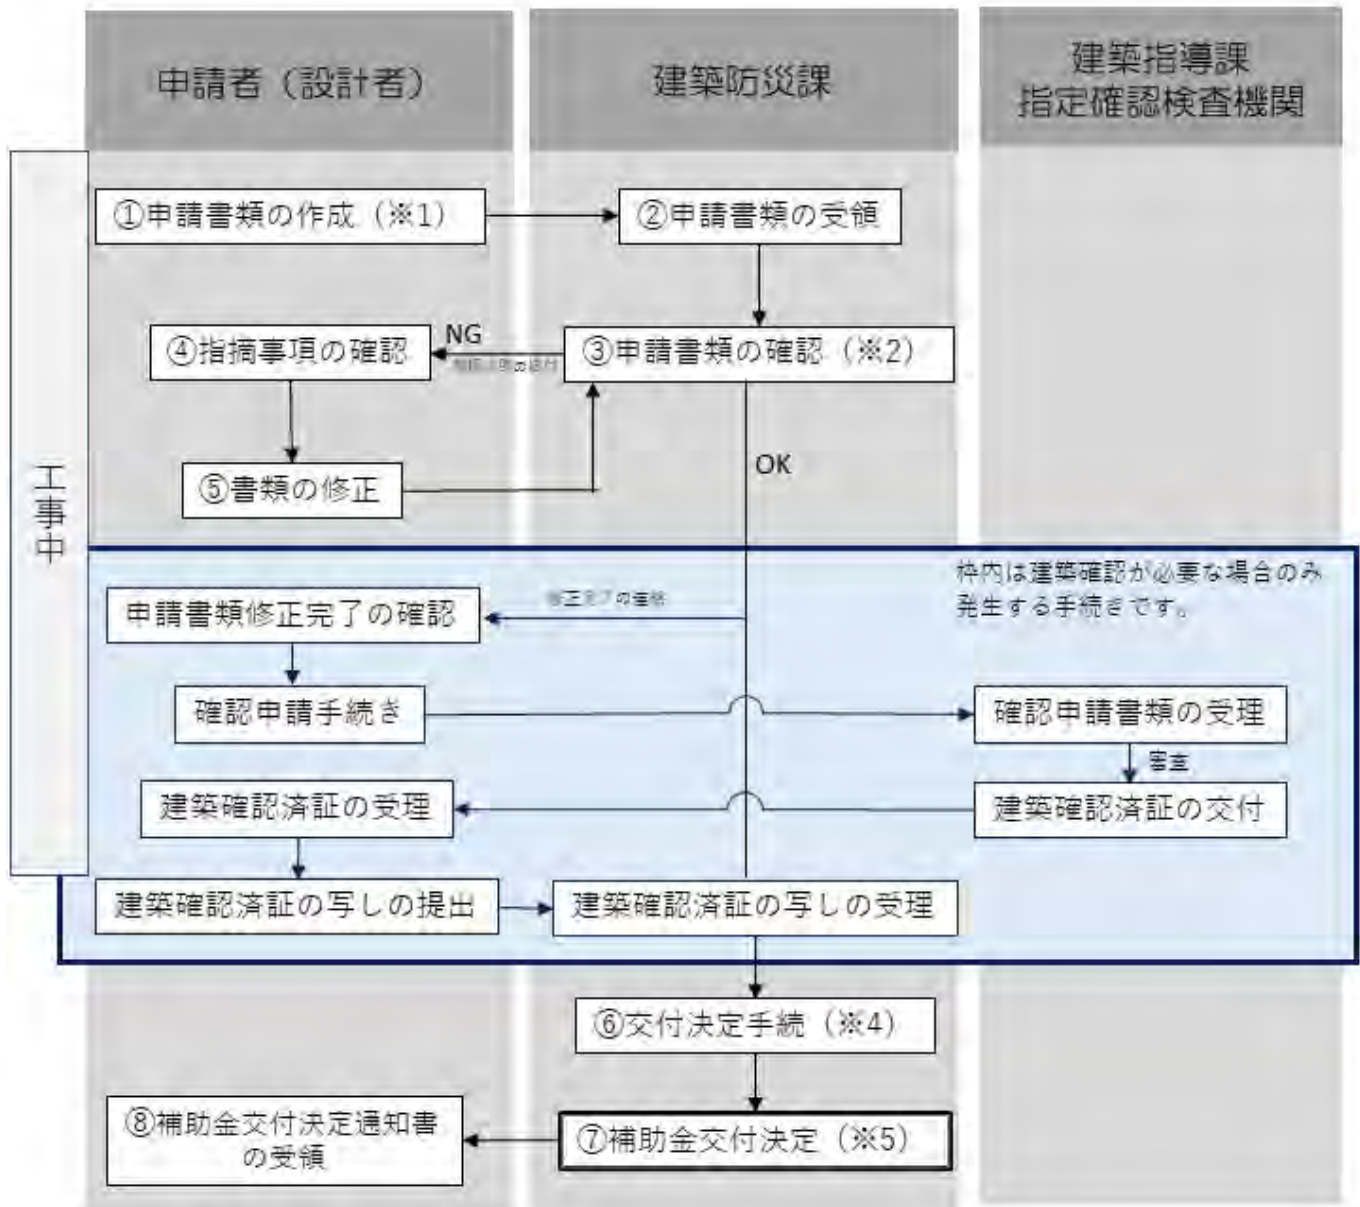 申請者（設計者）
建築防災課
建築指導課
指定確認検査機関
工事中
①申請書類の作成（※1）
②申請書類の受領
④指摘事項の確認
NG
③申請書類の確認（※2）
⑤書類の修正
OK
枠内は建築確認が必要な場合のみ
発生する手続きです。
申請書類修正完了の確認
修正完了の連絡
確認申請手続き
確認申請書類の受理
審査
建築確認済証の受理
建築確認済証の交付
建築確認済証の写しの提出
建築確認済証の写しの受理
⑥交付決定手続（※4）
⑧補助金交付決定通知書
の受領
⑦補助金交付決定（※5）